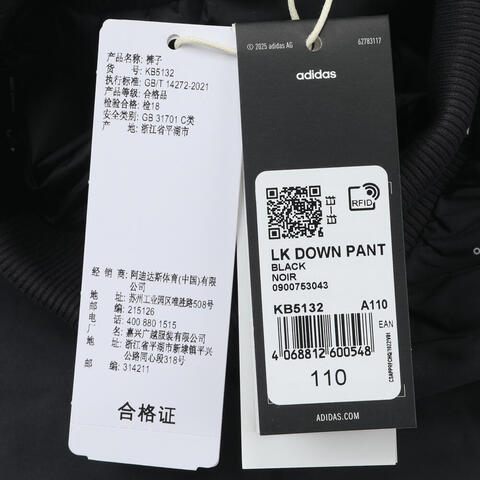 产品名称: 裤子
货 号: KB5132
执行标准: GB/T 14272-2021
产品等级: 合格品
检验合格: 检18
安全类别: GB 31701 C类
产 地: 浙江省平湖市
经 销 商: 阿迪达斯体育(中国)有限
公司
地 址: 苏州工业园唯胜路508号
邮 编: 215126
电 话: 400 880 1515
厂 名: 嘉兴广越服装有限公司
地 址: 浙江省平湖市新埭镇平兴
公路同心段318号
邮 编: 314211
合格证
© 2025 adidas AG
62783117
adidas
RFID
LK DOWN PANT
BLACK
NOIR
0900753043
KB5132 A110
EAN
4 068812 600548
110
ADIDAS.COM